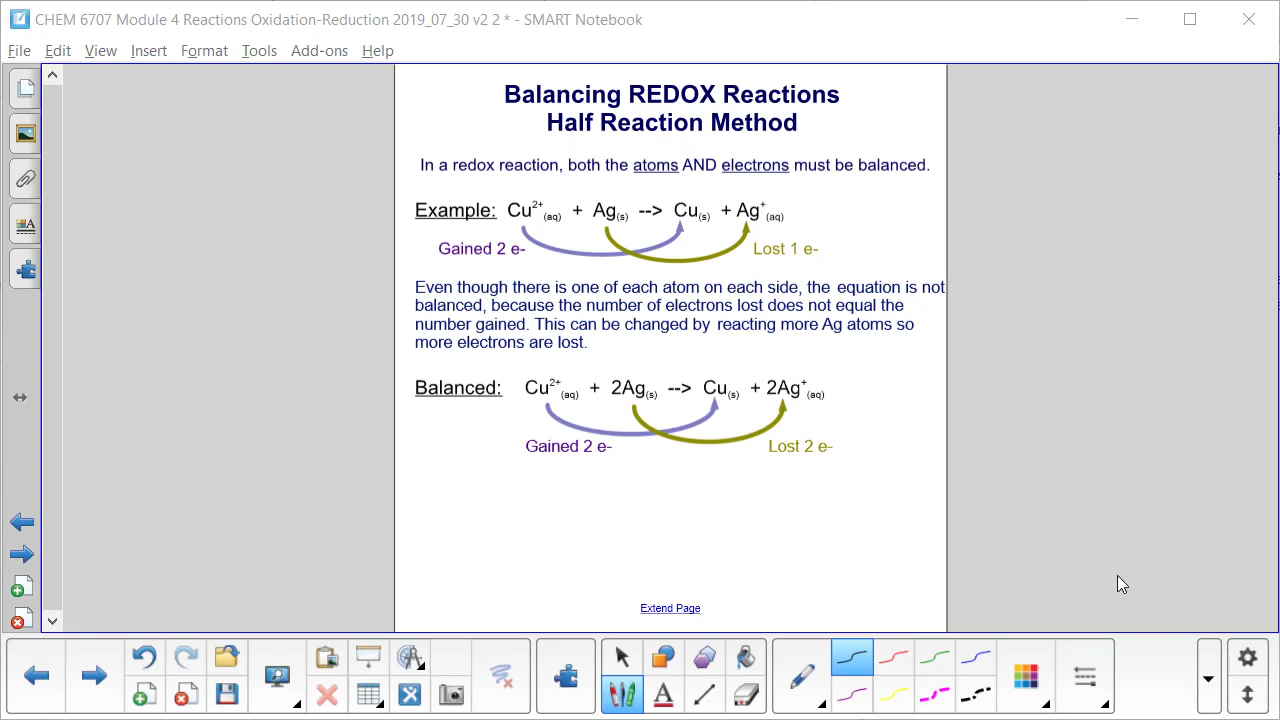 CHEM 6707 Module 4 Reactions Oxidation-Reduction 2019_07_30 v2 2 * - SMART Notebook
File Edit View Insert Format Tools Add-ons Help
Balancing REDOX Reactions
Half Reaction Method
In a redox reaction, both the atoms AND electrons must be balanced.
Example: Cu²⁺(aq) + Ag(s) --> Cu(s) + Ag⁺(aq)
Gained 2 e- Lost 1 e-
Even though there is one of each atom on each side, the equation is not
balanced, because the number of electrons lost does not equal the
number gained. This can be changed by reacting more Ag atoms so
more electrons are lost.
Balanced: Cu²⁺(aq) + 2Ag(s) --> Cu(s) + 2Ag⁺(aq)
Gained 2 e- Lost 2 e-
Extend Page